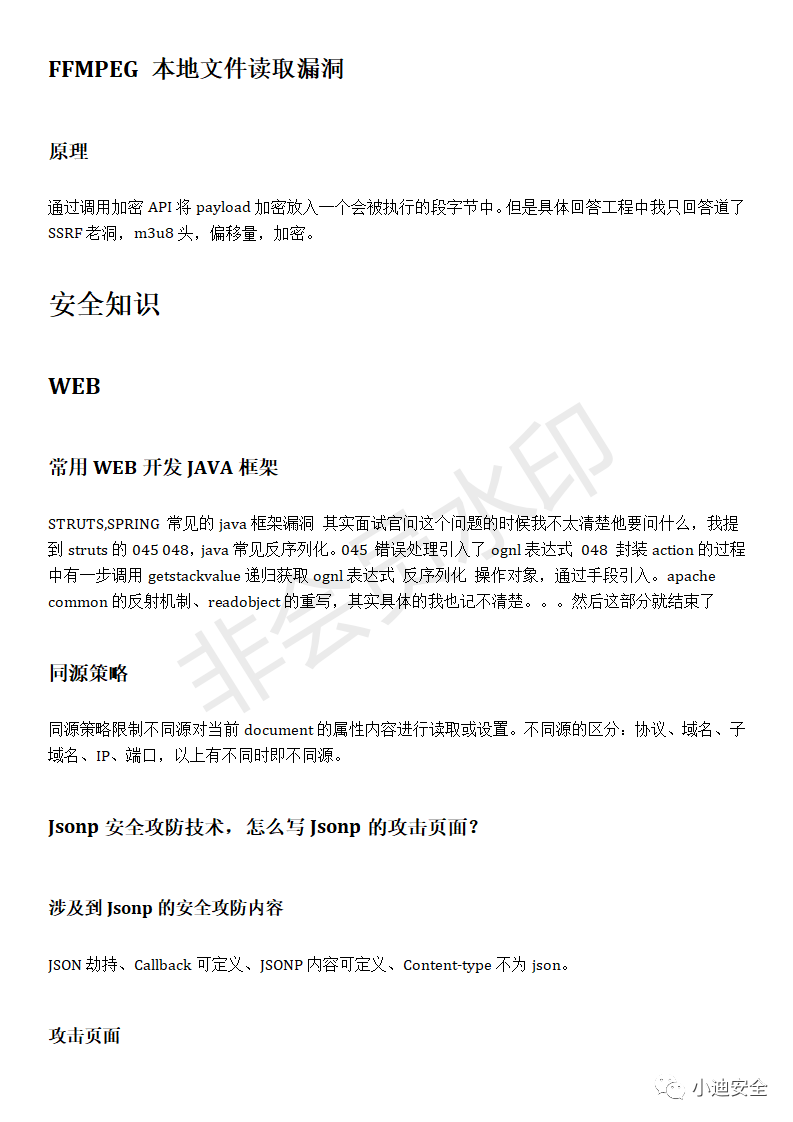 FFMPEG 本地文件读取漏洞
原理
通过调用加密 API 将 payload 加密放入一个会被执行的段字节中。但是具体回答工程中我只回答道了
SSRF 老洞，m3u8 头，偏移量，加密。
安全知识
WEB
常用 WEB 开发 JAVA 框架
STRUTS,SPRING 常见的 java 框架漏洞 其实面试官问这个问题的时候我不太清楚他要问什么，我提
到 struts 的 045 048，java 常见反序列化。045 错误处理引入了 ognl 表达式 048 封装 action 的过程
中有一步调用 getstackvalue 递归获取 ognl 表达式 反序列化 操作对象，通过手段引入。apache
common 的反射机制、readobject 的重写，其实具体的我也记不清楚。。。然后这部分就结束了
同源策略
同源策略限制不同源对当前 document 的属性内容进行读取或设置。不同源的区分：协议、域名、子
域名、IP、端口，以上有不同时即不同源。
Jsonp 安全攻防技术，怎么写 Jsonp 的攻击页面？
涉及到 Jsonp 的安全攻防内容
JSON 劫持、Callback 可定义、JSONP 内容可定义、Content-type 不为 json。
攻击页面
非会员水印
小迪安全